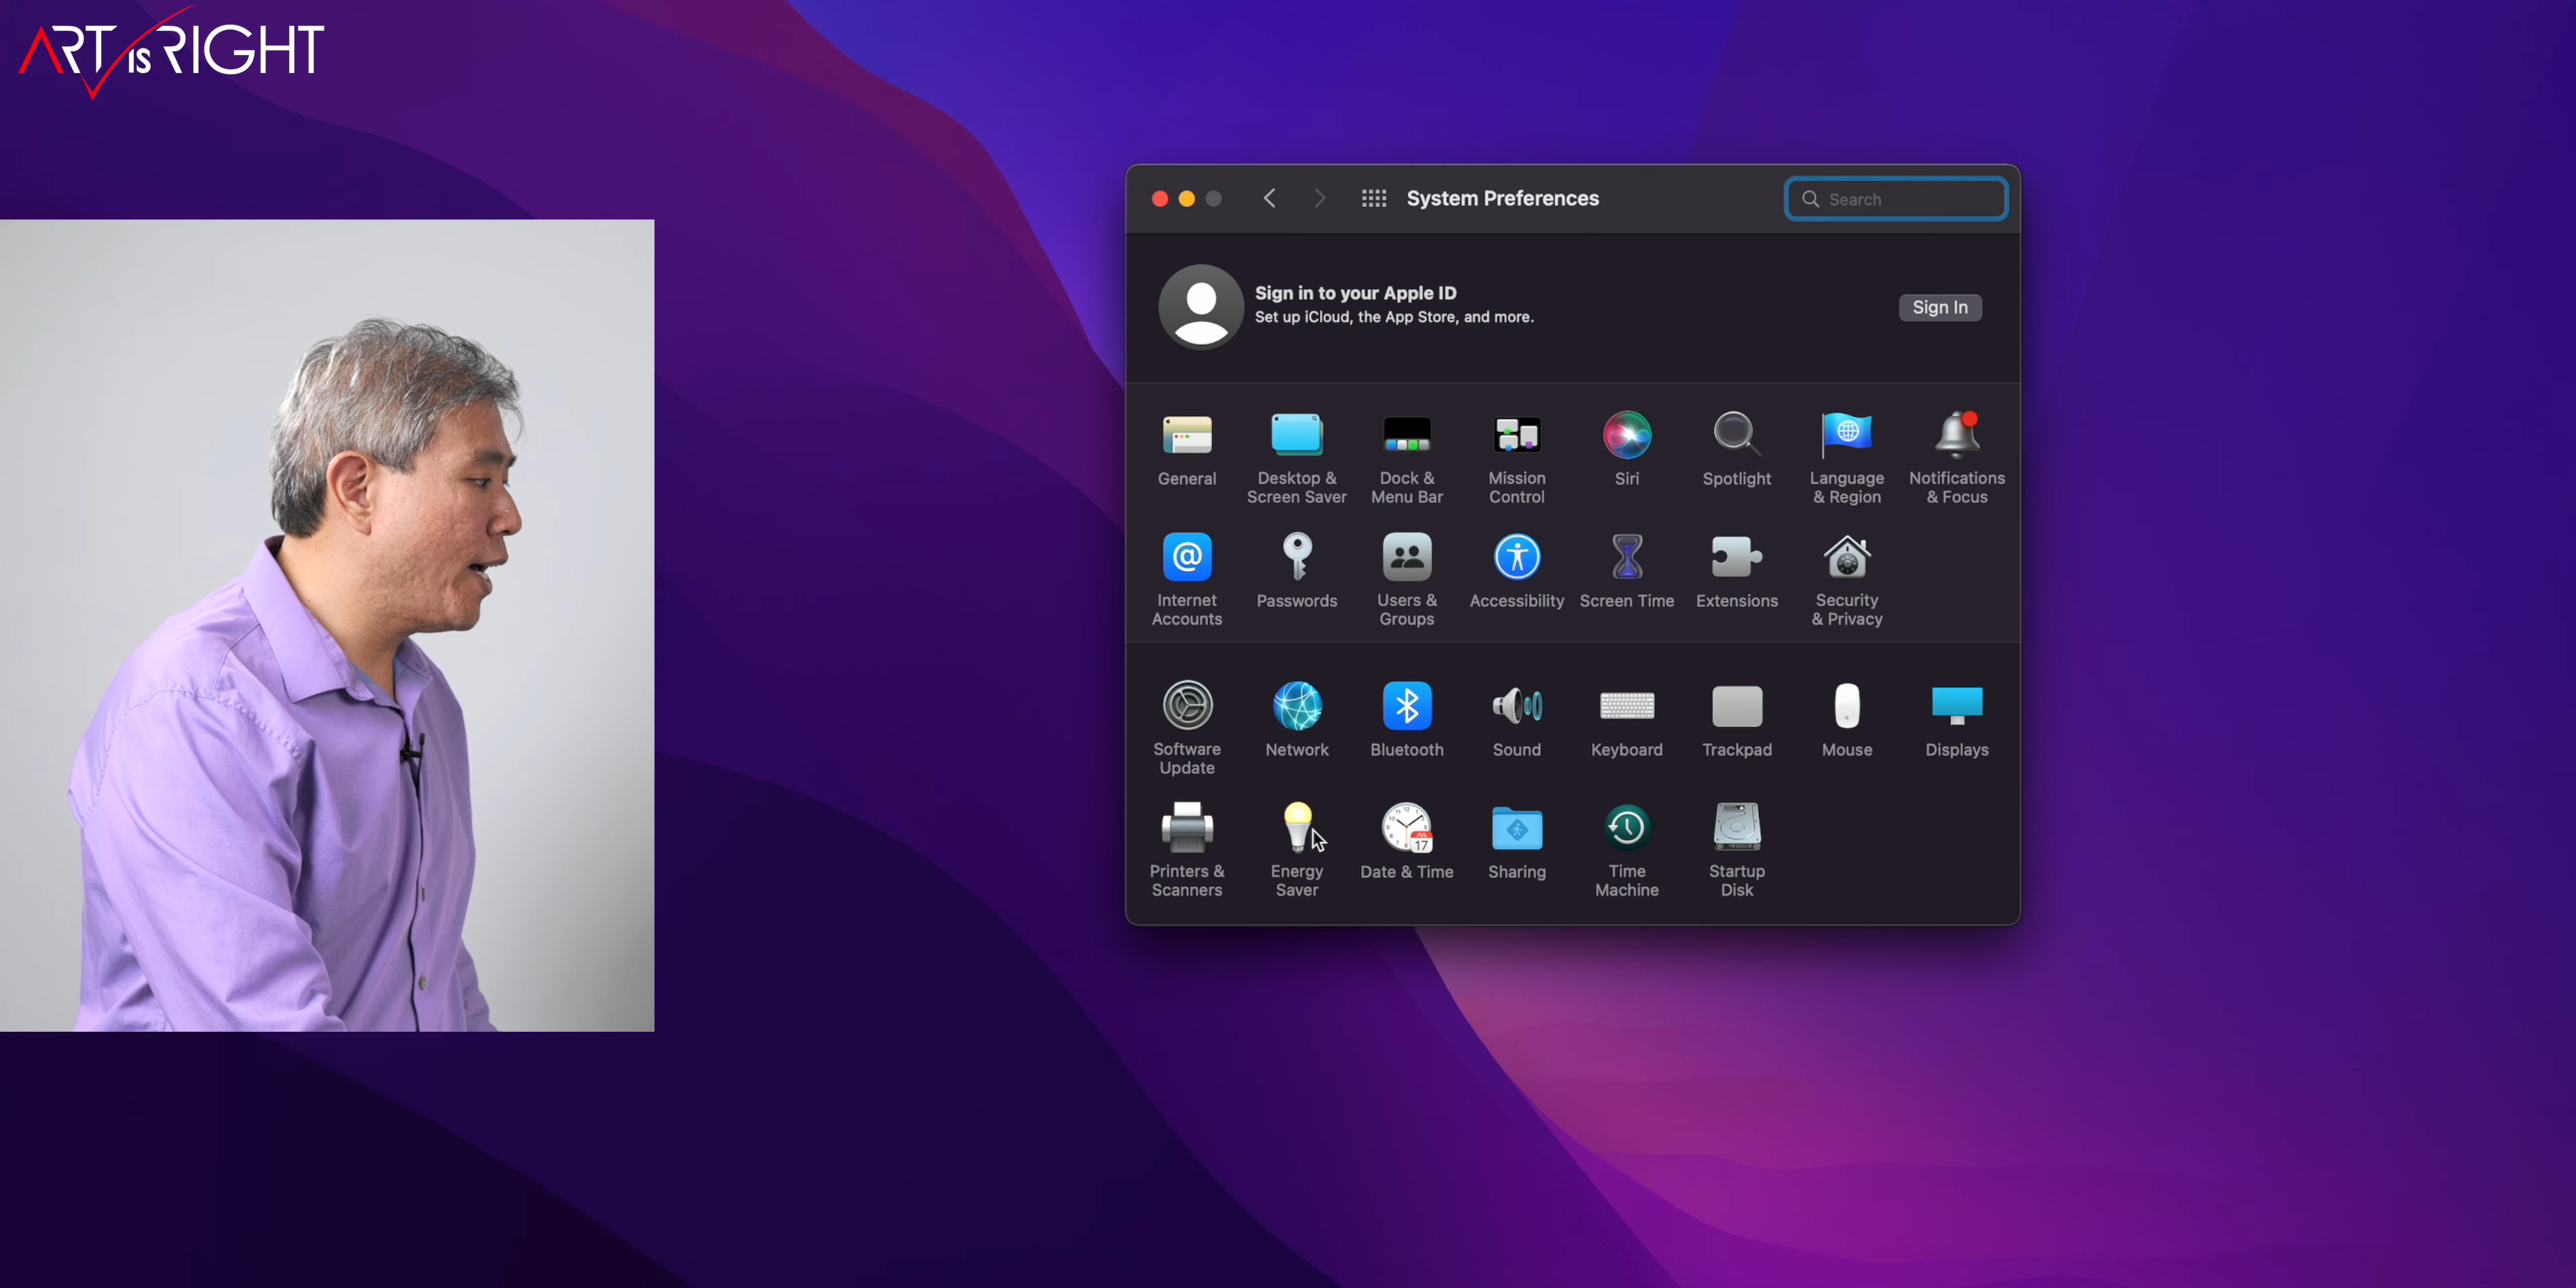 ART IS RIGHT
System Preferences
Search
Sign in to your Apple ID
Set up iCloud, the App Store, and more.
Sign In
General
Desktop &
Screen Saver
Dock &
Menu Bar
Mission
Control
Siri
Spotlight
Language
& Region
Notifications
& Focus
Internet
Accounts
Passwords
Users &
Groups
Accessibility
Screen Time
Extensions
Security
& Privacy
Software
Update
Network
Bluetooth
Sound
Keyboard
Trackpad
Mouse
Displays
Printers &
Scanners
Energy
Saver
JUL
17
Date & Time
Sharing
Time
Machine
Startup
Disk